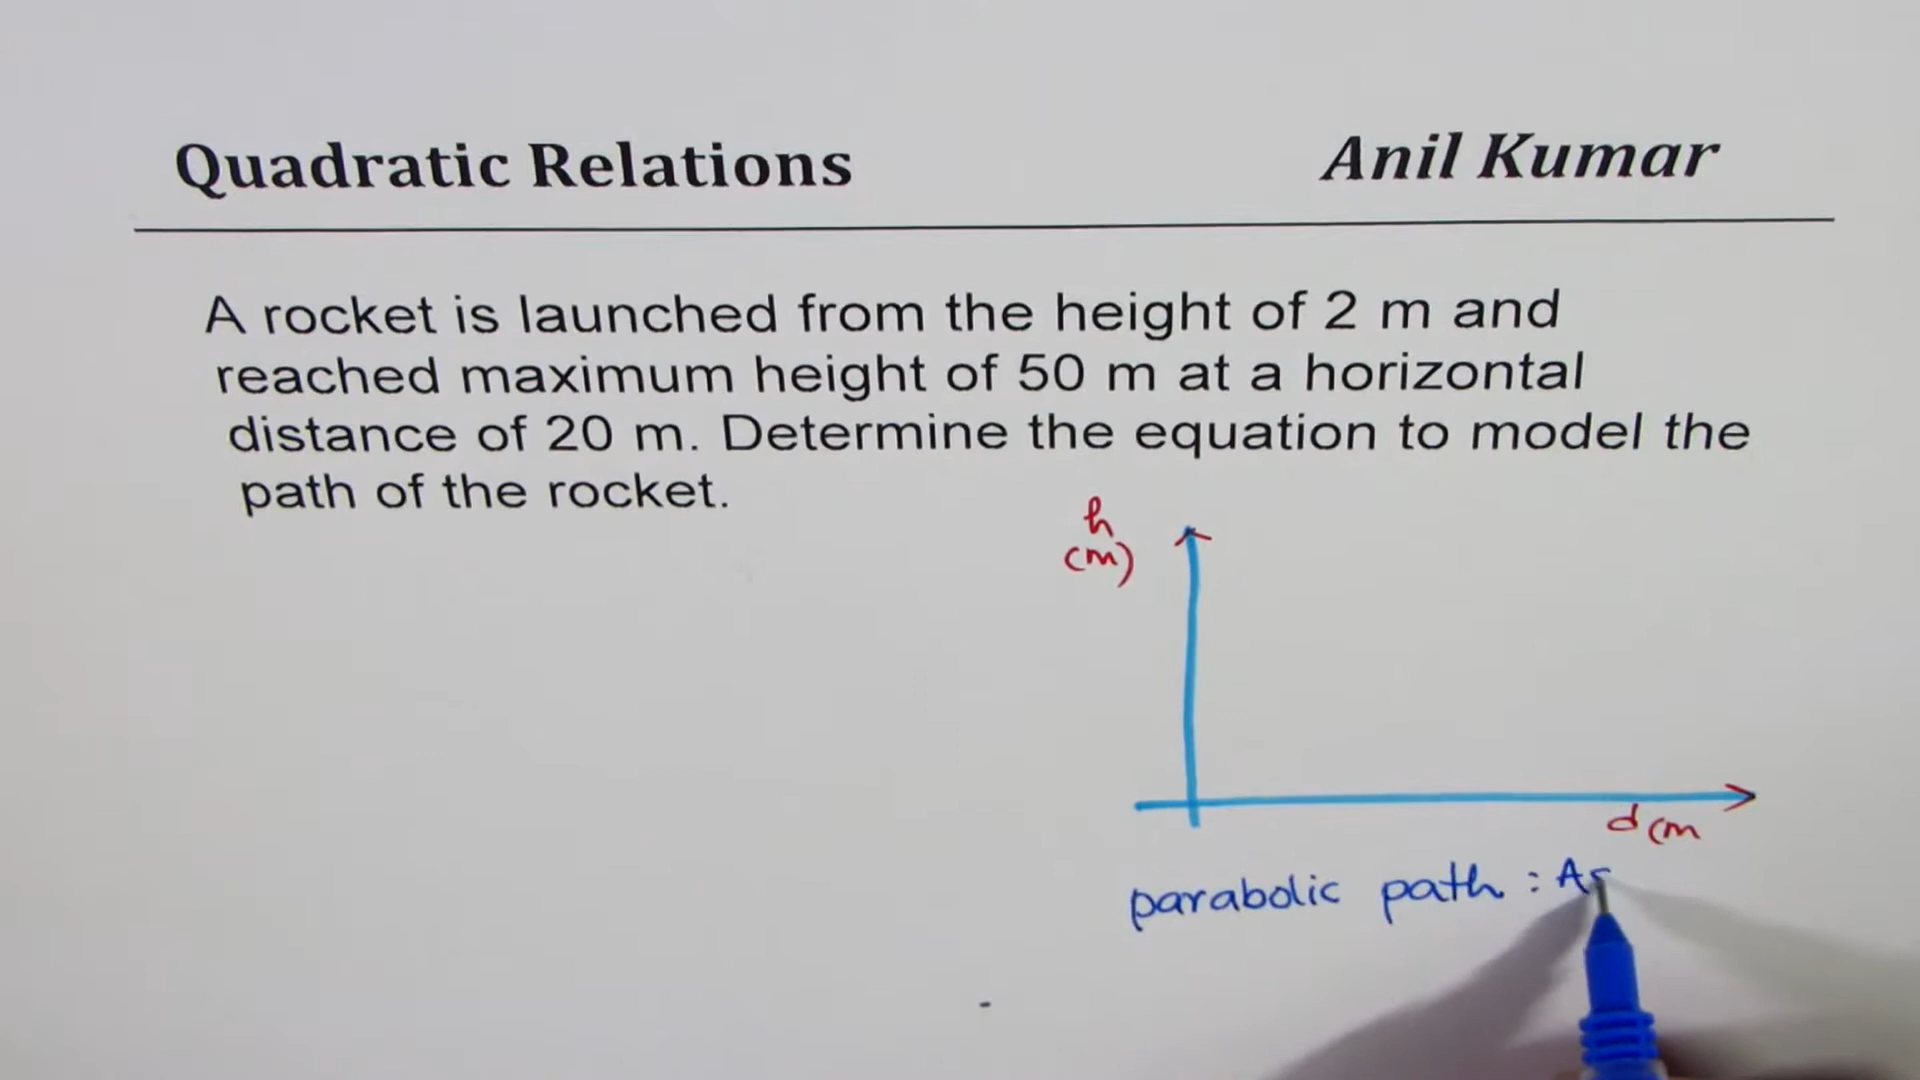 Quadratic Relations Anil Kumar
A rocket is launched from the height of 2 m and
reached maximum height of 50 m at a horizontal
distance of 20 m. Determine the equation to model the
path of the rocket.
h
(m)
d (m
parabolic path : As